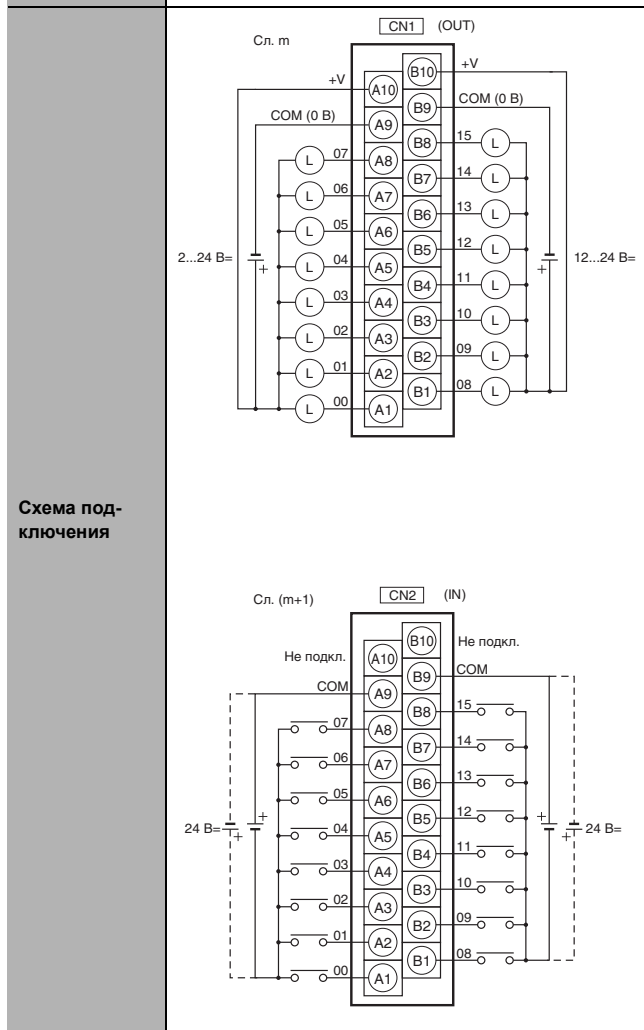 Схема под-
ключения
Сл. m
CN1 (OUT)
+V A10 B10 +V
COM (0 В) A9 B9 COM (0 В)
L 07 A8 B8 15 L
L 06 A7 B7 14 L
L 05 A6 B6 13 L
2...24 В= +
L 04 A5 B5 12 L
+ 12...24 В=
L 03 A4 B4 11 L
L 02 A3 B3 10 L
L 01 A2 B2 09 L
L 00 A1 B1 08 L
Сл. (m+1)
CN2 (IN)
Не подкл. A10 B10 Не подкл.
COM A9 B9 COM
07 A8 B8 15
06 A7 B7 14
05 A6 B6 13
24 В= + +
04 A5 B5 12
+ + 24 В=
03 A4 B4 11
02 A3 B3 10
01 A2 B2 09
00 A1 B1 08